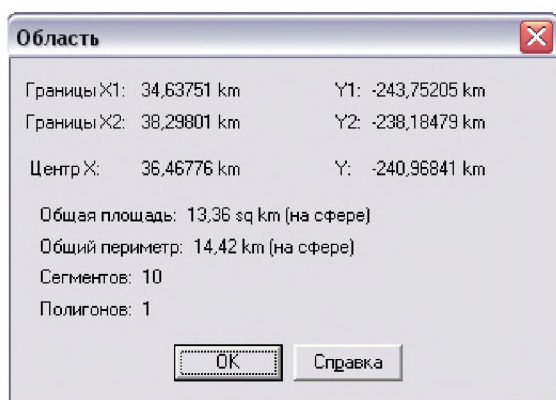 Область
Границы X1: 34,63751 km Y1: -243,75205 km
Границы X2: 38,29801 km Y2: -238,18479 km
Центр X: 36,46776 km Y: -240,96841 km
Общая площадь: 13,36 sq km (на сфере)
Общий периметр: 14,42 km (на сфере)
Сегментов: 10
Полигонов: 1
OK Справка